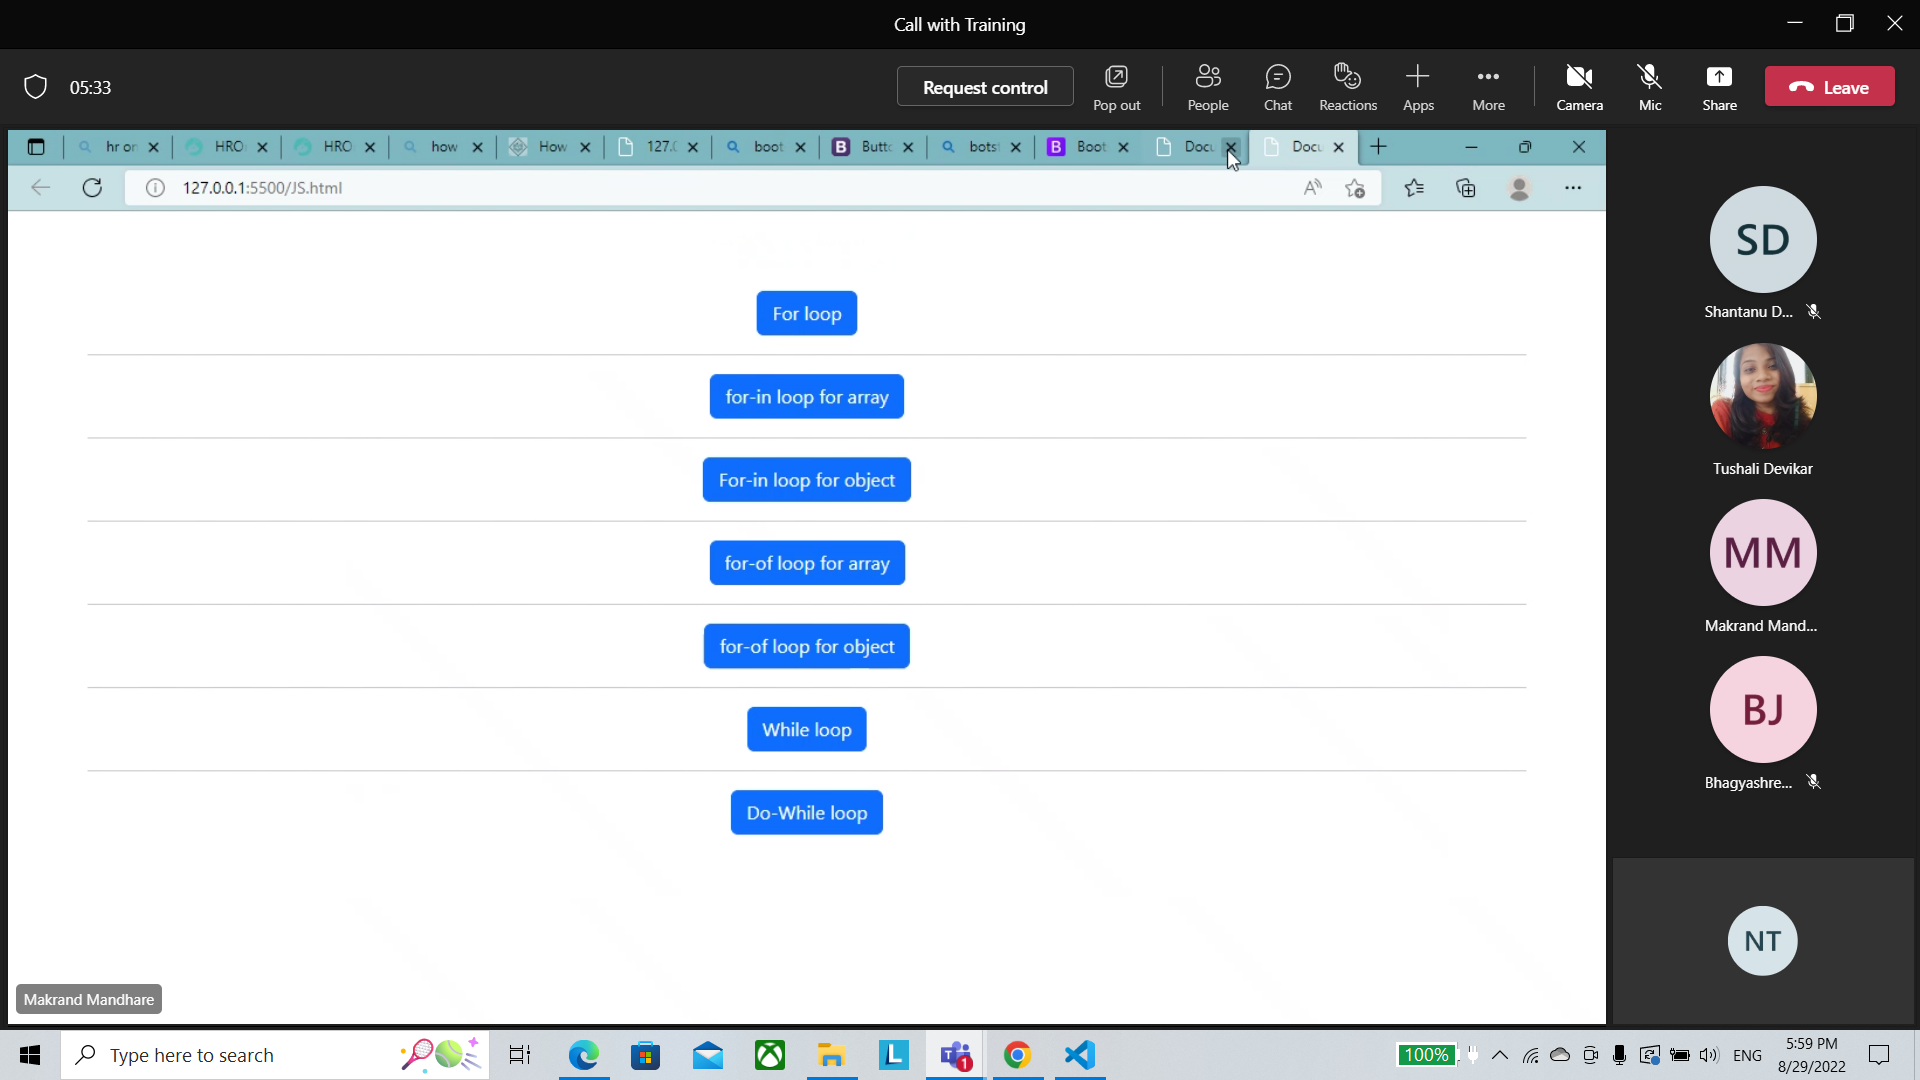 Call with Training
05:33
Request control
Pop out
People
Chat
Reactions
Apps
More
Camera
Mic
Share
Leave
hr or
HRO
HRO
how
How
127.0
boot
Butto
bots
Boot
Docu
Docu
127.0.0.1:5500/JS.html
For loop
for-in loop for array
For-in loop for object
for-of loop for array
for-of loop for object
While loop
Do-While loop
SD
Shantanu D...
Tushali Devikar
MM
Makrand Mand...
BJ
Bhagyashre...
NT
Makrand Mandhare
Type here to search
100%
ENG
5:59 PM
8/29/2022